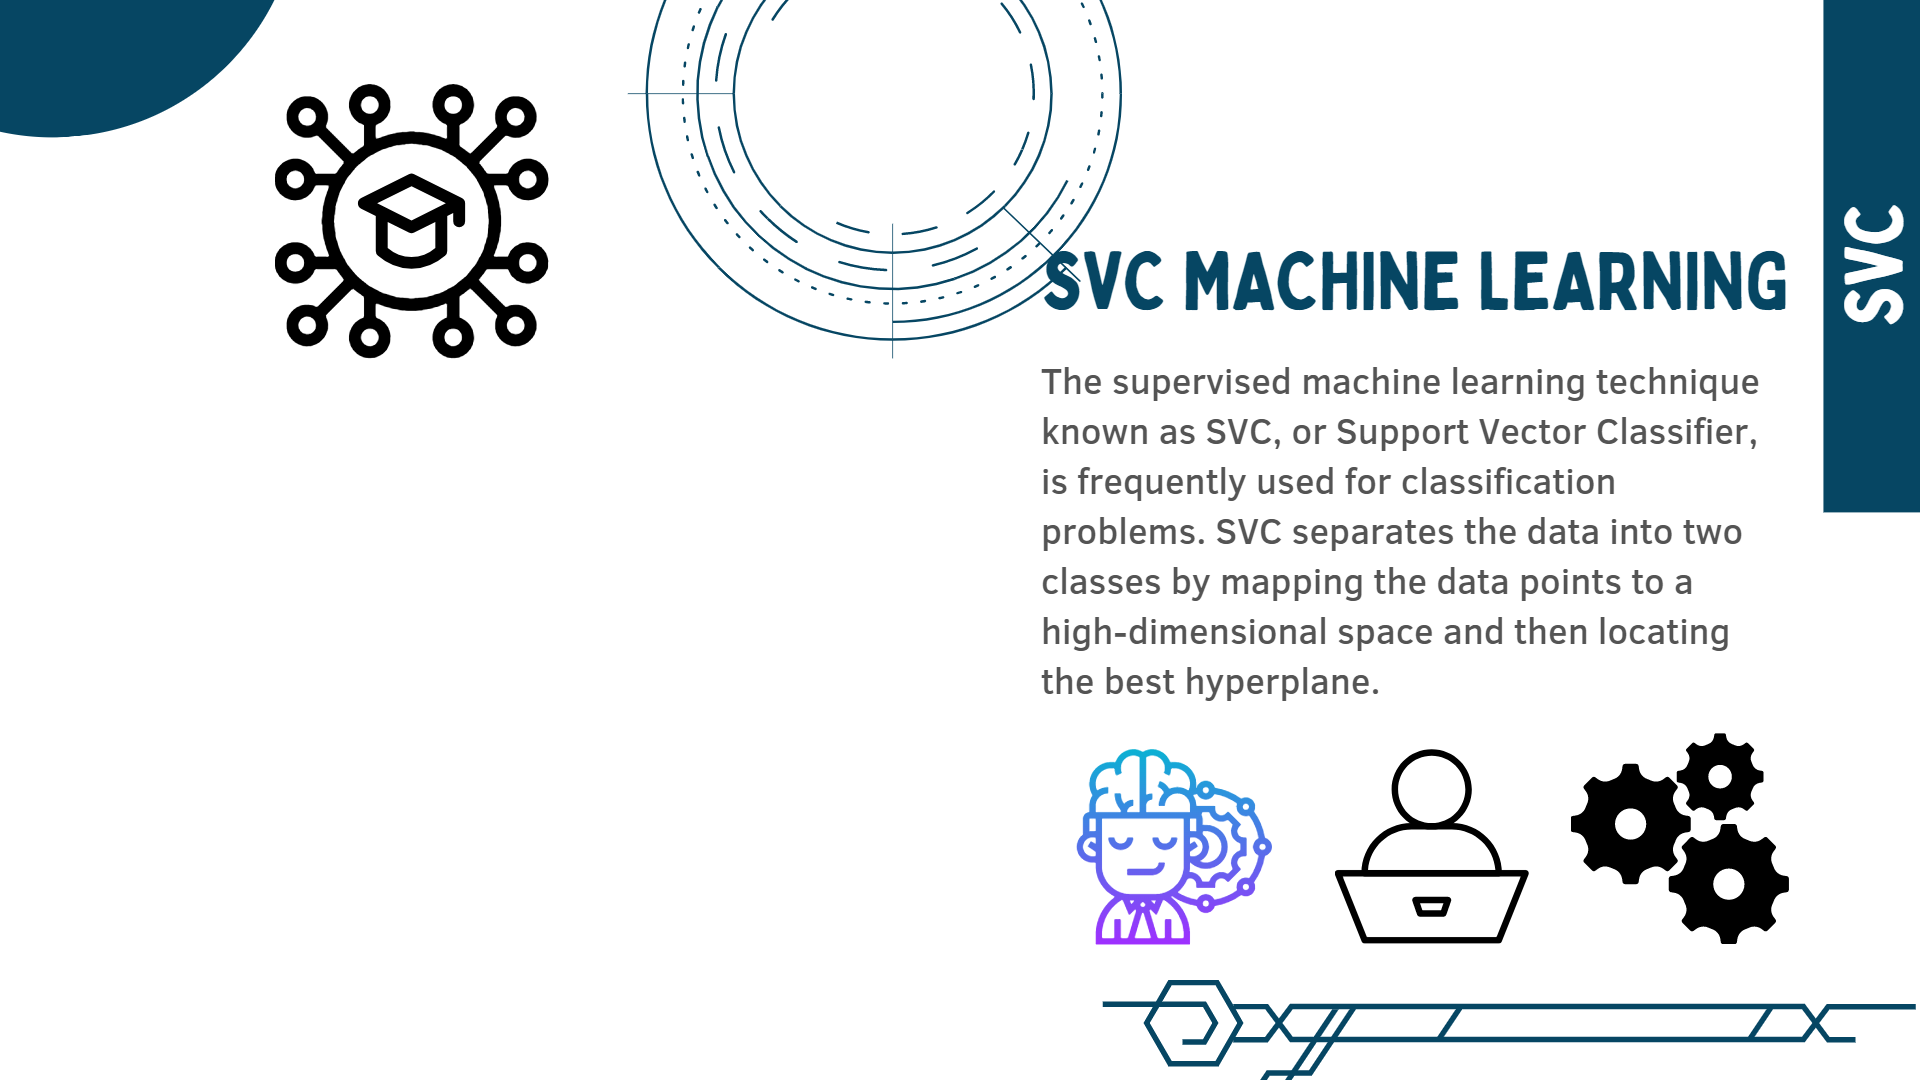 SVC MACHINE LEARNING
SVC
The supervised machine learning technique
known as SVC, or Support Vector Classifier,
is frequently used for classification
problems. SVC separates the data into two
classes by mapping the data points to a
high-dimensional space and then locating
the best hyperplane.